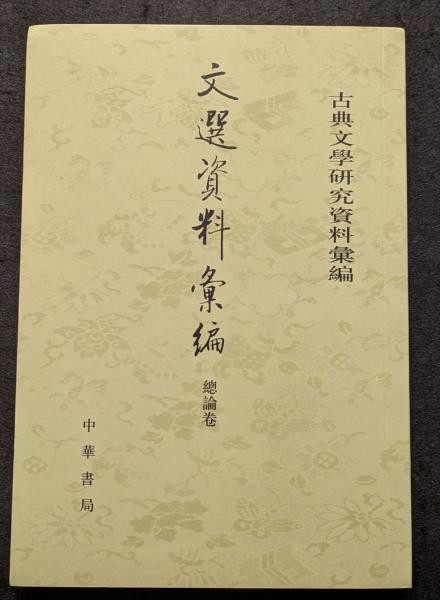 古典文學研究資料彙編
文選資料彙編
總論卷
中華書局